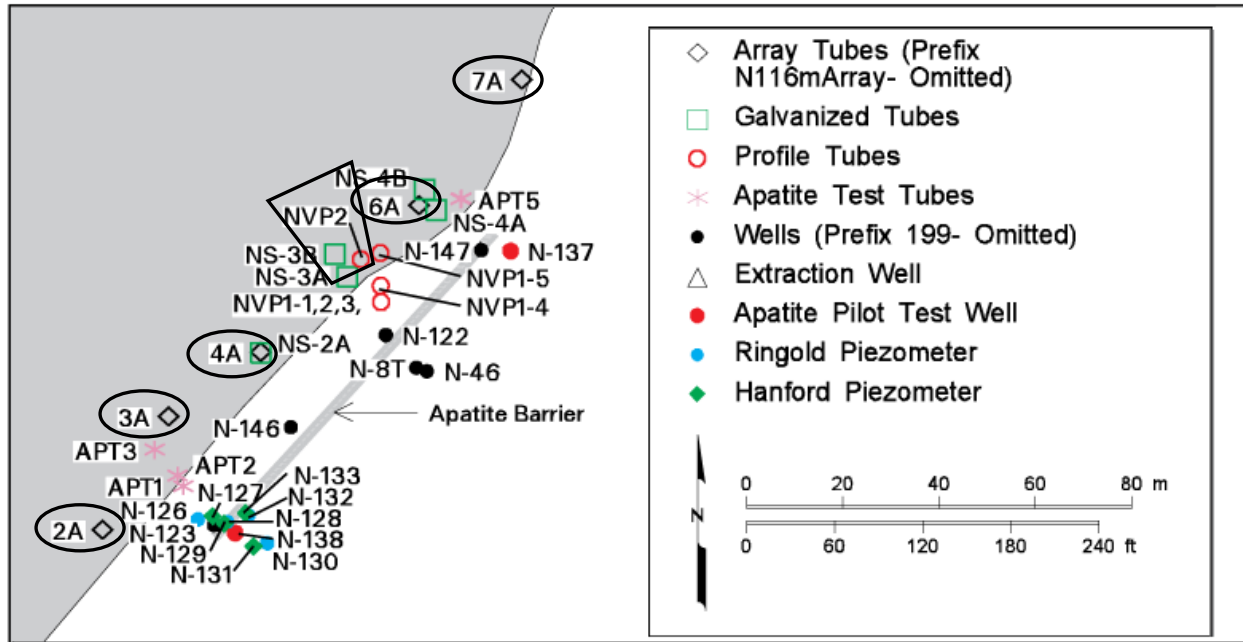 7A
NS-4B
6A
APT5
NVP2
NS-4A
NS-3B
N-147
N-137
NS-3A
NVP1-5
NVP1-1,2,3,
NVP1-4
N-122
4A
NS-2A
N-8T
N-46
3A
Apatite Barrier
N-146
APT3
APT2
N-133
APT1
N-127
N-132
N-126
N-128
2A
N-123
N-138
N-129
N-130
N-131
Array Tubes (Prefix
N116mArray- Omitted)
Galvanized Tubes
Profile Tubes
Apatite Test Tubes
Wells (Prefix 199- Omitted)
Extraction Well
Apatite Pilot Test Well
Ringold Piezometer
Hanford Piezometer
N
0 20 40 60 80 m
0 60 120 180 240 ft